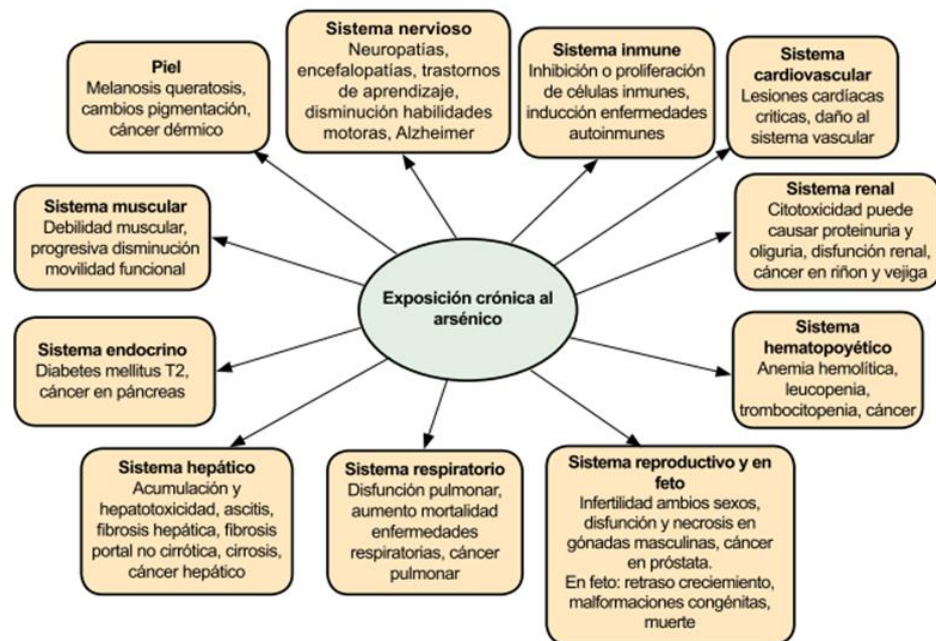 Piel
Melanosis queratosis,
cambios pigmentación,
cáncer dérmico
Sistema nervioso
Neuropatías,
encefalopatías, trastornos
de aprendizaje,
disminución habilidades
motoras, Alzheimer
Sistema inmune
Inhibición o proliferación
de células inmunes,
inducción enfermedades
autoinmunes
Sistema
cardiovascular
Lesiones cardíacas
criticas, daño al
sistema vascular
Sistema muscular
Debilidad muscular,
progresiva disminución
movilidad funcional
Exposición crónica al
arsénico
Sistema renal
Citotoxicidad puede
causar proteinuria y
oliguria, disfunción renal,
cáncer en riñon y vejiga
Sistema endocrino
Diabetes mellitus T2,
cáncer en páncreas
Sistema
hematopoyético
Anemia hemolítica,
leucopenia,
trombocitopenia, cáncer
Sistema hepático
Acumulación y
hepatotoxicidad, ascitis,
fibrosis hepática, fibrosis
portal no cirrótica, cirrosis,
cáncer hepático
Sistema respiratorio
Disfunción pulmonar,
aumento mortalidad
enfermedades
respiratorias, cáncer
pulmonar
Sistema reproductivo y en
feto
Infertilidad ambios sexos,
disfunción y necrosis en
gónadas masculinas, cáncer
en próstata.
En feto: retraso creciemiento,
malformaciones congénitas,
muerte